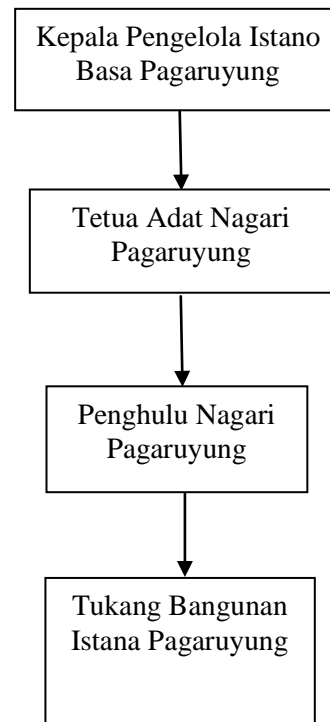 Kepala Pengelola Istano
Basa Pagaruyung
Tetua Adat Nagari
Pagaruyung
Penghulu Nagari
Pagaruyung
Tukang Bangunan
Istana Pagaruyung